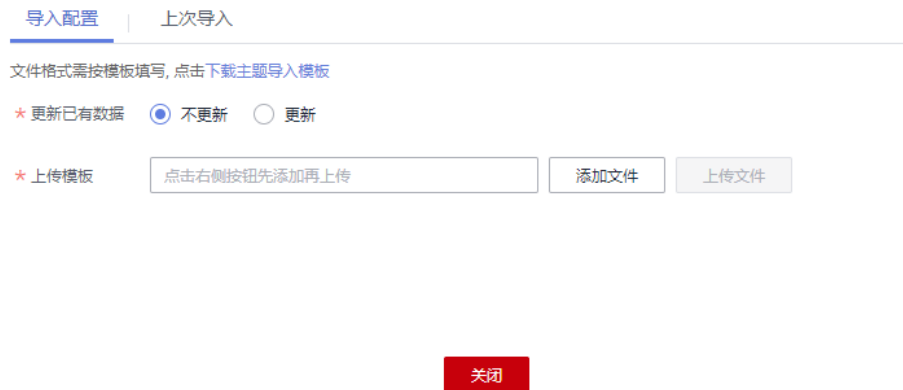 导入配置 上次导入
文件格式需按模板填写, 点击下载主题导入模板
* 更新已有数据 不更新 更新
* 上传模板 点击右侧按钮先添加再上传 添加文件 上传文件
关闭